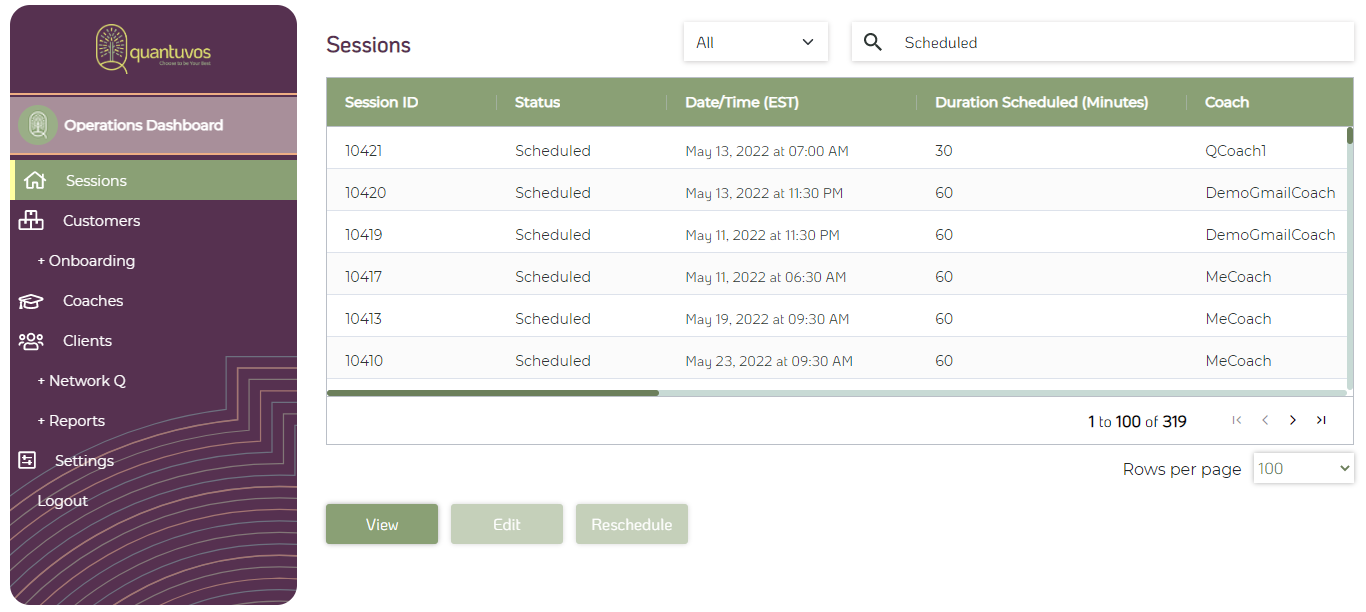 quantuvos
Choose to be Your Best
Operations Dashboard
Sessions
Customers
+ Onboarding
Coaches
Clients
+ Network Q
+ Reports
Settings
Logout
Sessions
All
Scheduled
Session ID Status Date/Time (EST) Duration Scheduled (Minutes) Coach
10421 Scheduled May 13, 2022 at 07:00 AM 30 QCoach1
10420 Scheduled May 13, 2022 at 11:30 PM 60 DemoGmailCoach
10419 Scheduled May 11, 2022 at 11:30 PM 60 DemoGmailCoach
10417 Scheduled May 11, 2022 at 06:30 AM 60 MeCoach
10413 Scheduled May 19, 2022 at 09:30 AM 60 MeCoach
10410 Scheduled May 23, 2022 at 09:30 AM 60 MeCoach
1 to 100 of 319
Rows per page 100
View Edit Reschedule